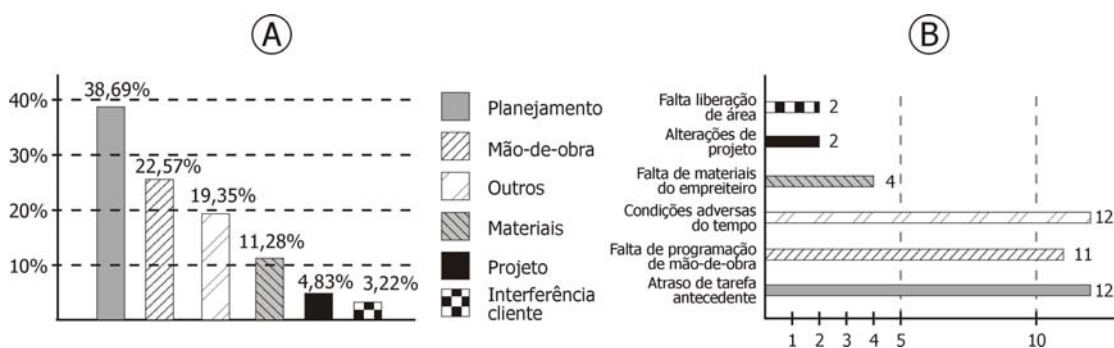 A
40%
30%
20%
10%
38,69%
22,57%
19,35%
11,28%
4,83%
3,22%
Planejamento
Mão-de-obra
Outros
Materiais
Projeto
Interferência
cliente
B
Falta liberação
de área
2
Alterações de
projeto
2
Falta de materiais
do empreiteiro
4
Condições adversas
do tempo
12
Falta de programação
de mão-de-obra
11
Atraso de tarefa
antecedente
12
1 2 3 4 5 10